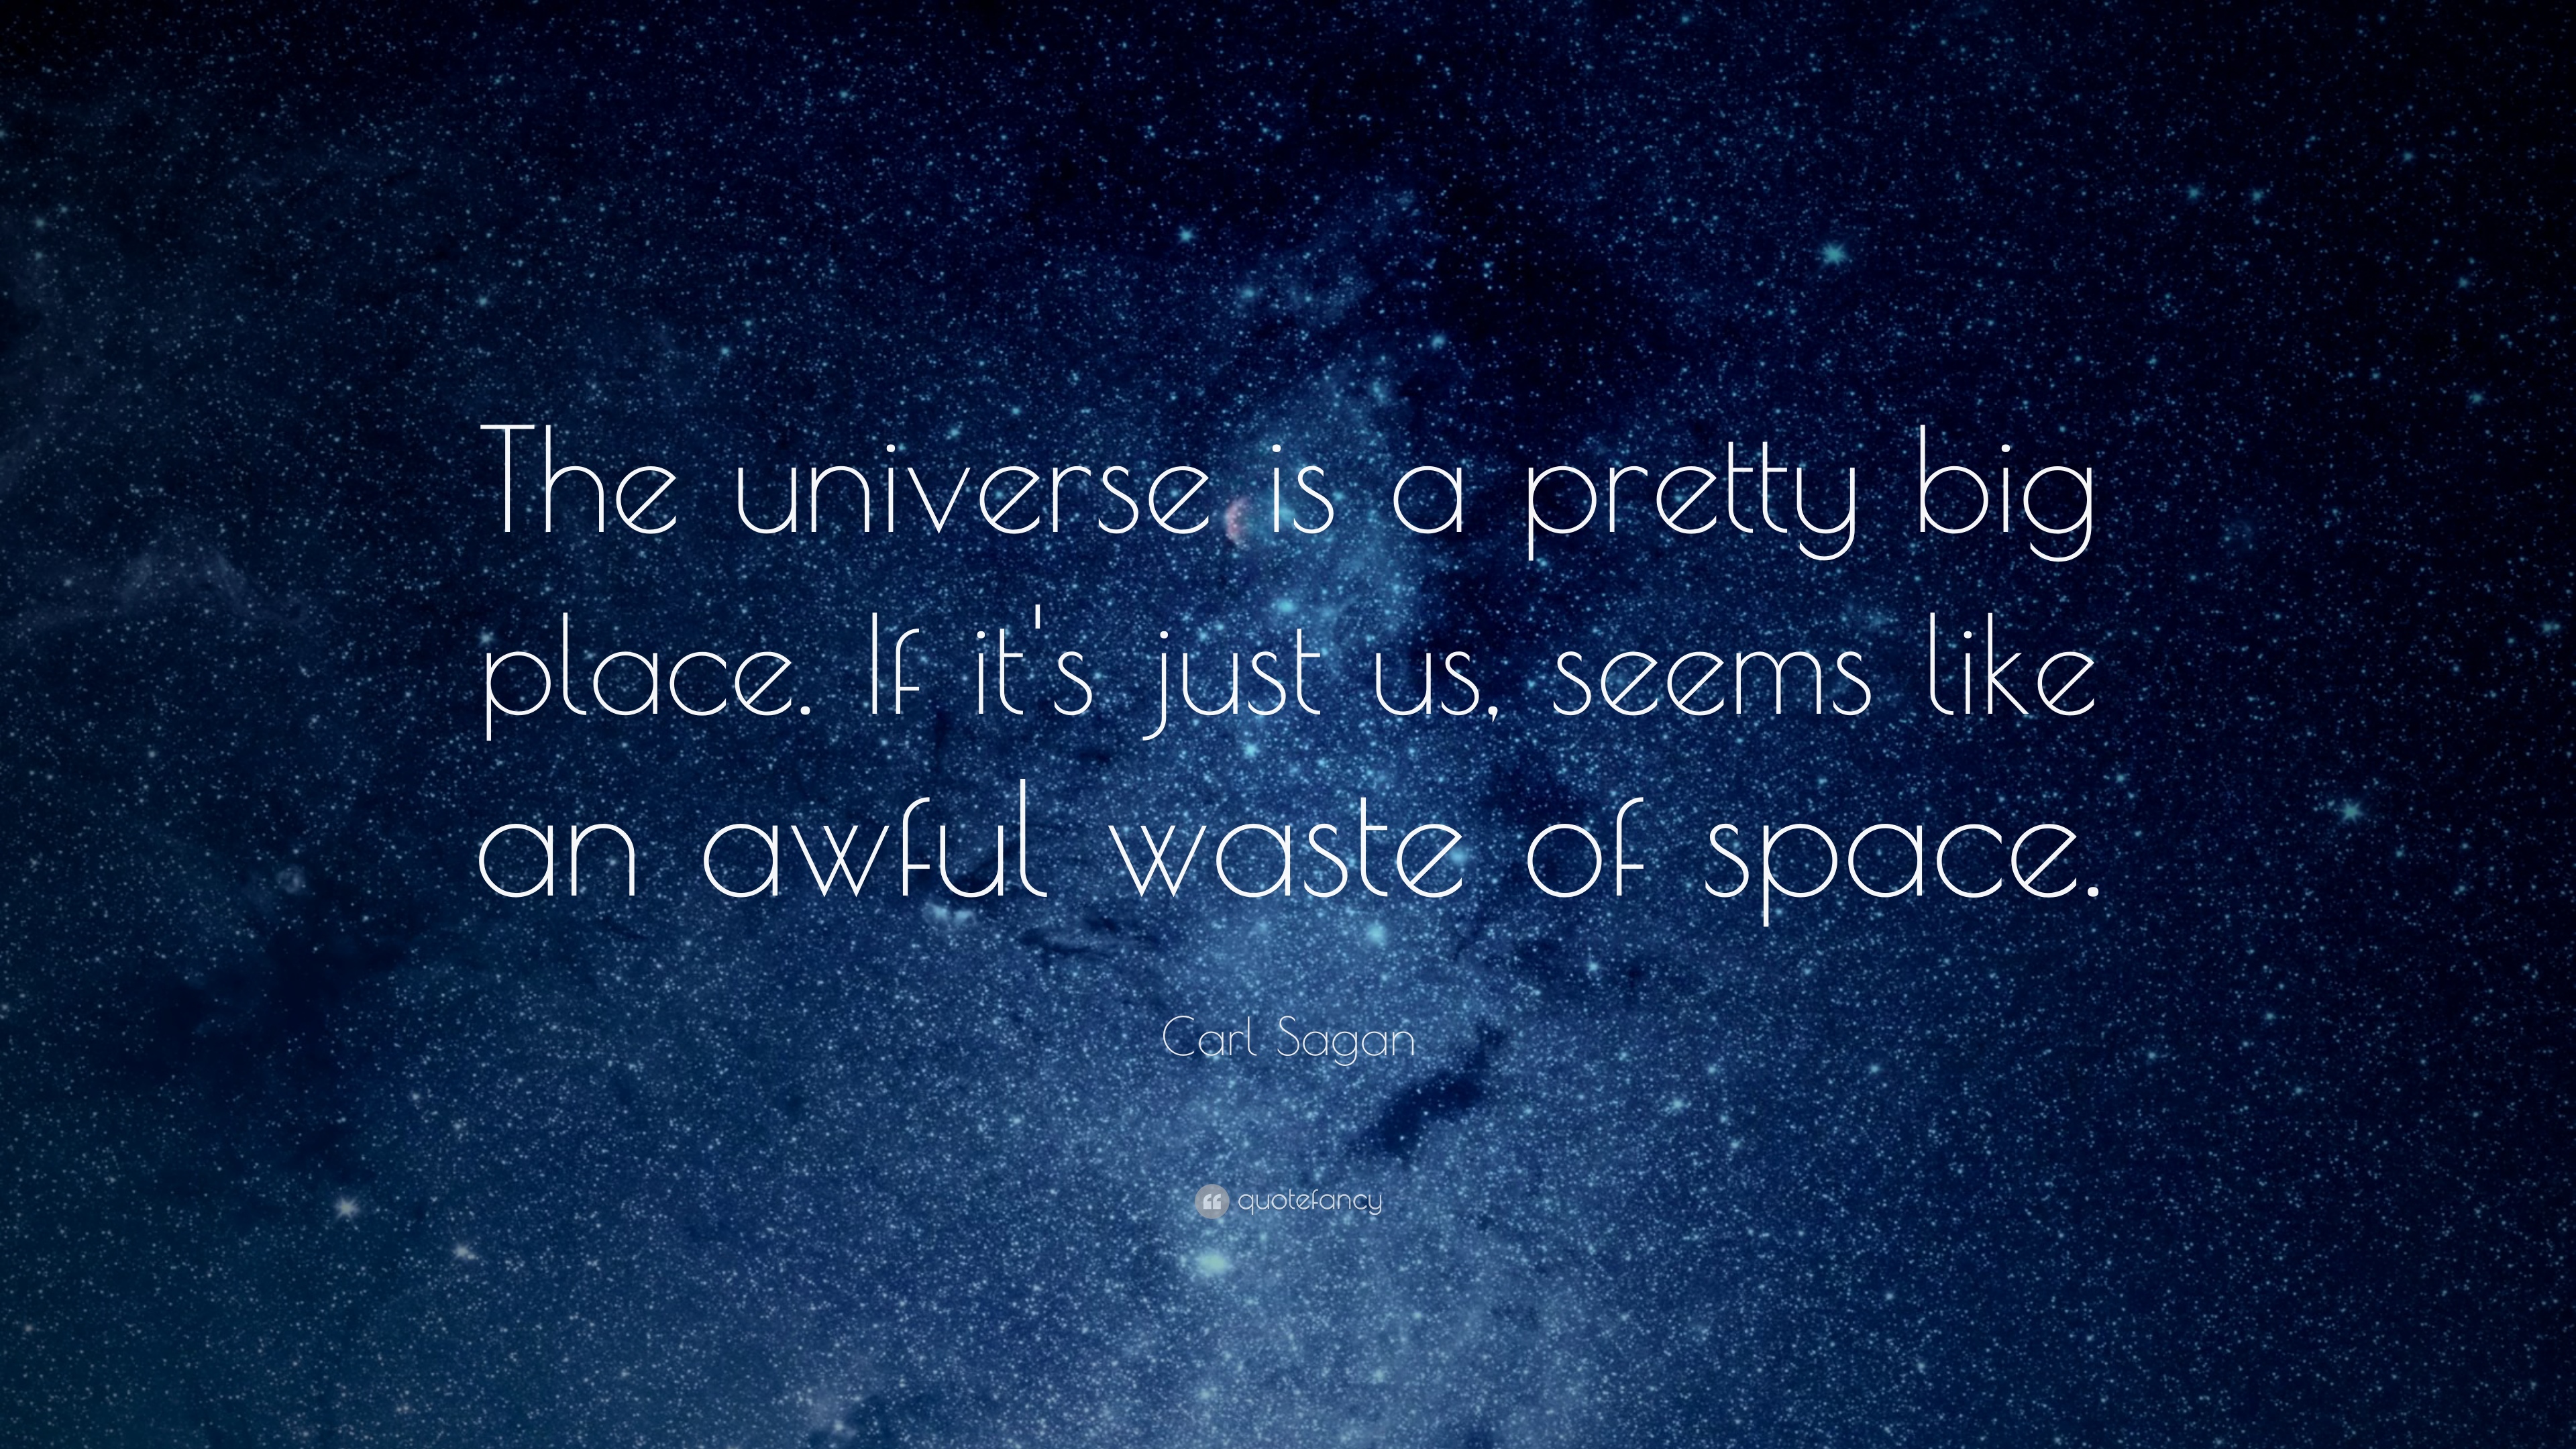 The universe is a pretty big
place. If it's just us, seems like
an awful waste of space.
Carl Sagan
quotefancy